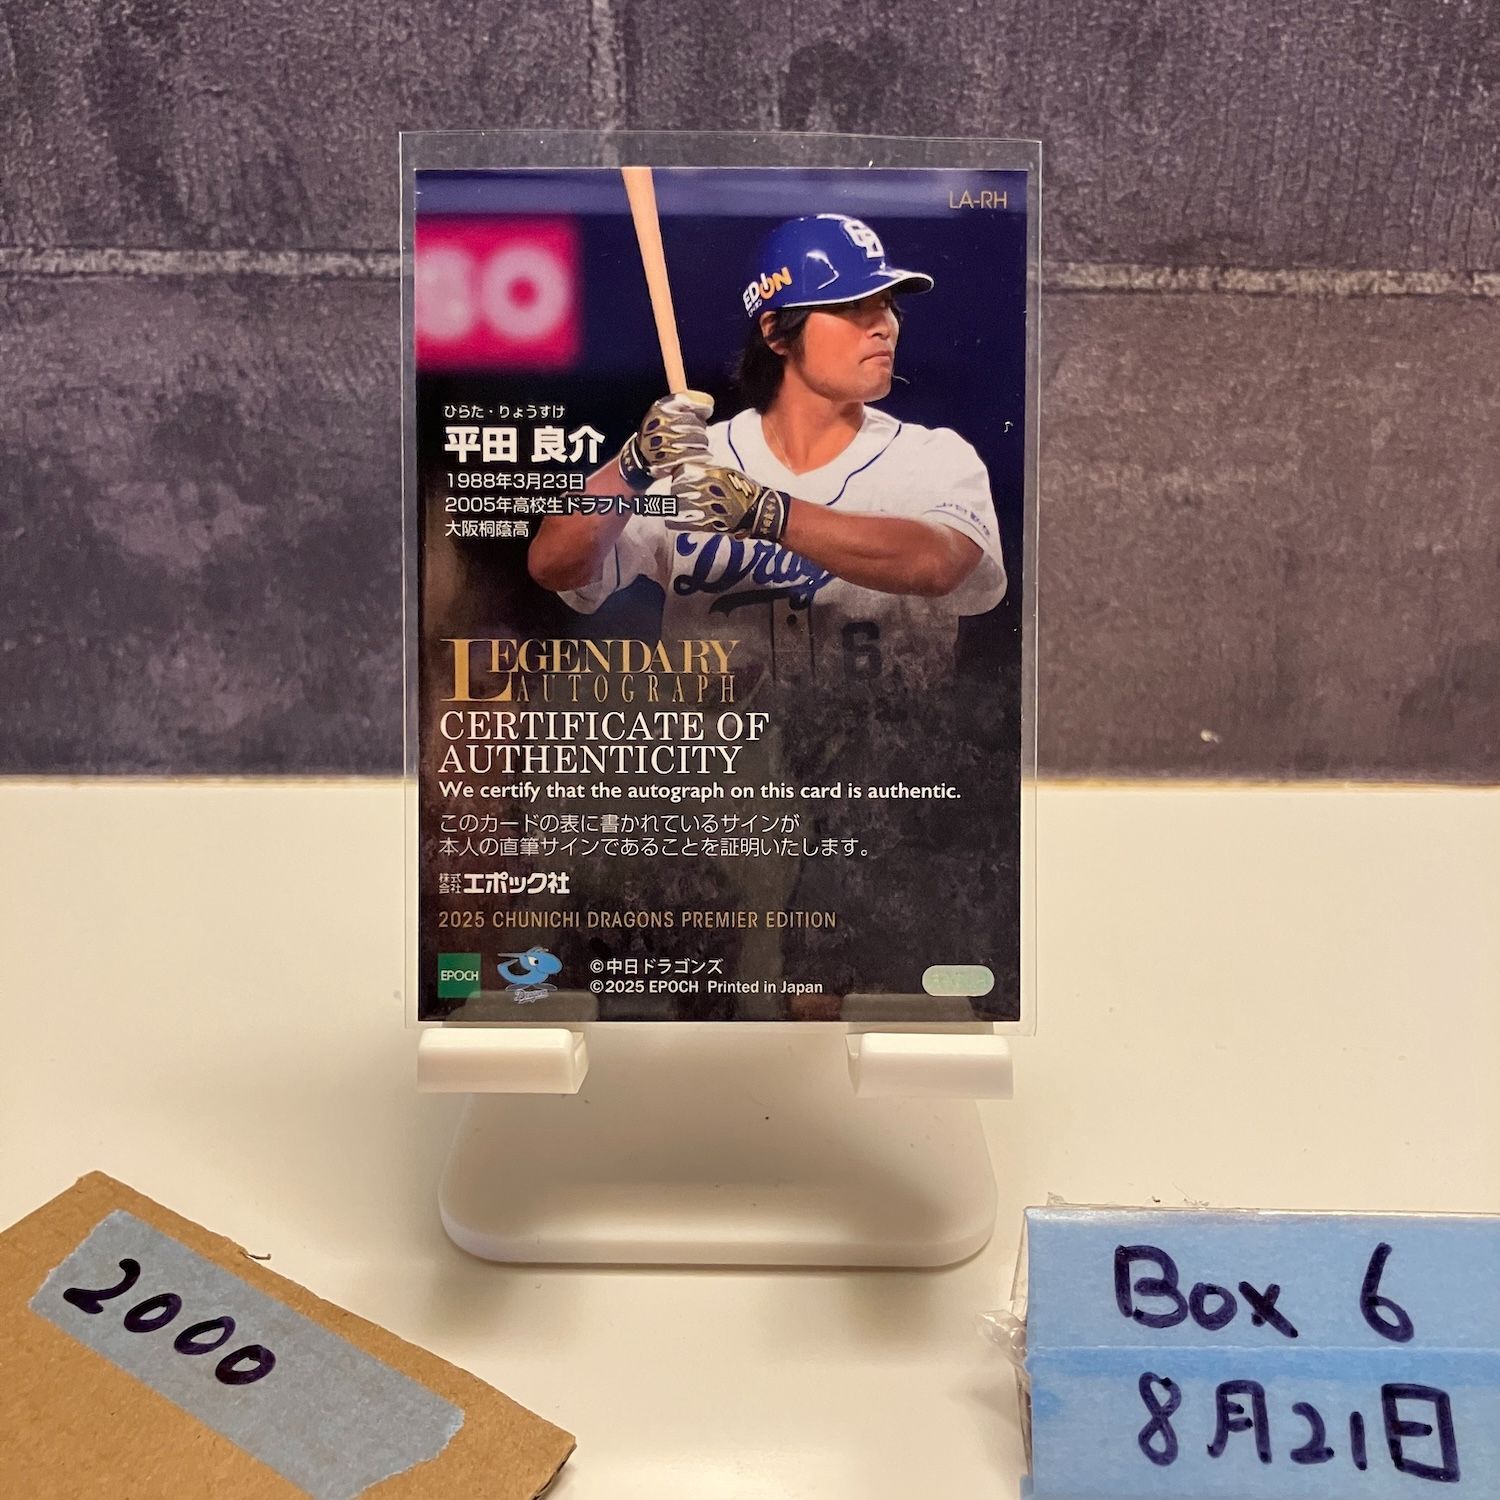 LA-RH
EDION
ひらた・りょうすけ
平田 良介
1988年3月23日
2005年高校生ドラフト1巡目
大阪桐蔭高
Dragons
6
LEGENDARY
AUTOGRAPH
CERTIFICATE OF
AUTHENTICITY
We certify that the autograph on this card is authentic.
このカードの表に書かれているサインが
本人の直筆サインであることを証明いたします。
株式会社エポック社
2025 CHUNICHI DRAGONS PREMIER EDITION
EPOCH
Dragons
©中日ドラゴンズ
©2025 EPOCH Printed in Japan
2000
Box 6
8月21日